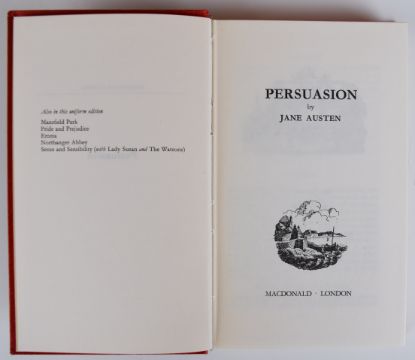 Also in this uniform edition
Mansfield Park
Pride and Prejudice
Emma
Northanger Abbey
Sense and Sensibility (with Lady Susan and The Watsons)
PERSUASION
by
JANE AUSTEN
MACDONALD · LONDON